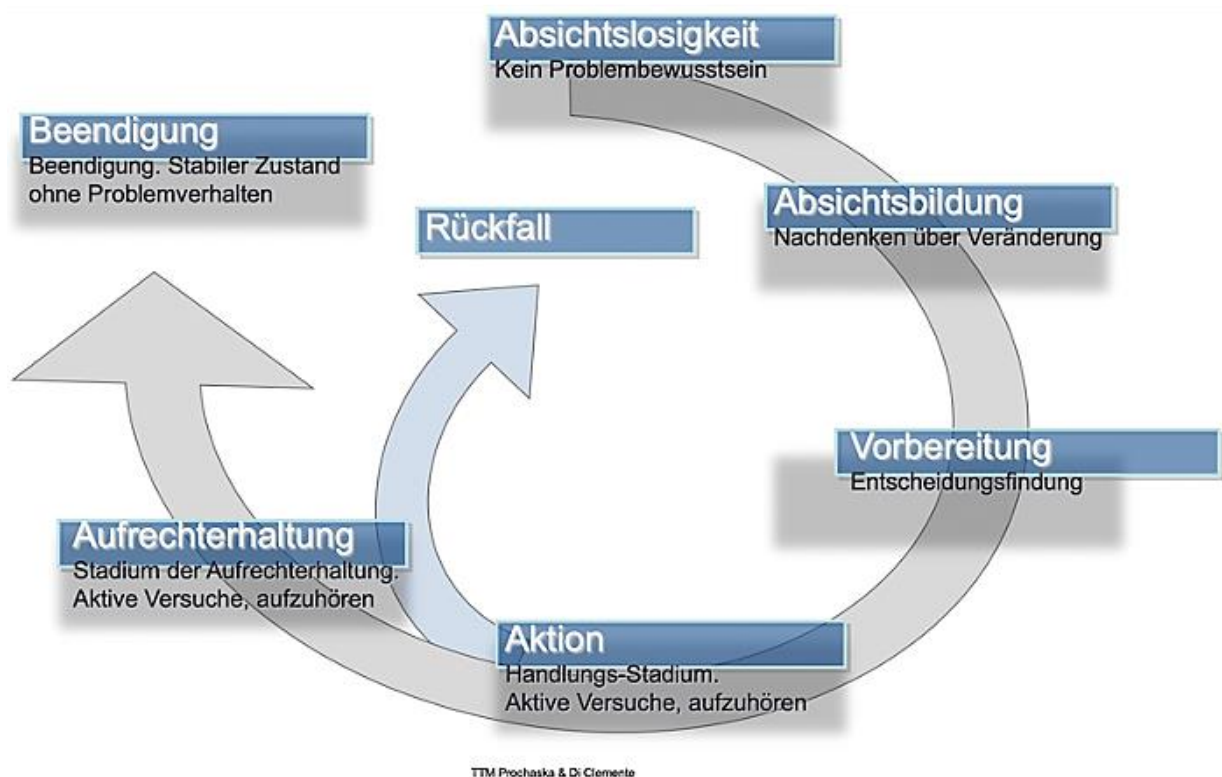 Absichtslosigkeit
Kein Problembewusstsein
Absichtsbildung
Nachdenken über Veränderung
Vorbereitung
Entscheidungsfindung
Aktion
Handlungs-Stadium.
Aktive Versuche, aufzuhören
Aufrechterhaltung
Stadium der Aufrechterhaltung.
Aktive Versuche, aufzuhören
Rückfall
Beendigung
Beendigung. Stabiler Zustand
ohne Problemverhalten
TTM Prochaska & Di Clemente